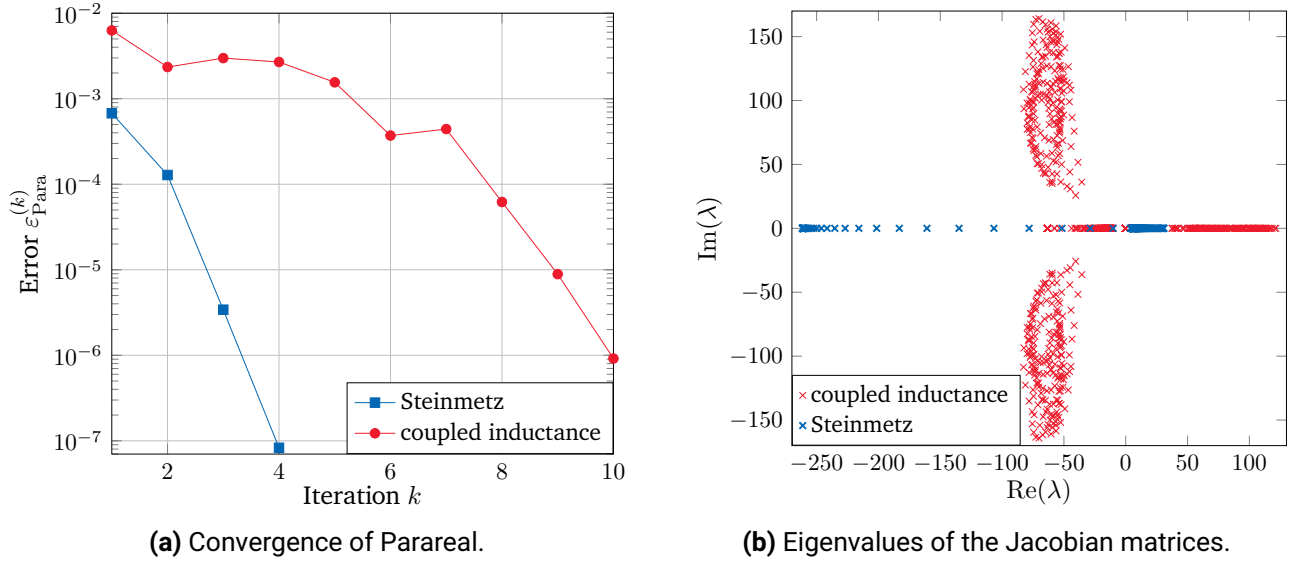 10^{-2}
10^{-3}
10^{-4}
10^{-5}
10^{-6}
10^{-7}
Error ε_{Para}^{(k)}
Steinmetz
coupled inductance
2 4 6 8 10
Iteration k
(a) Convergence of Parareal.
150
100
50
0
−50
−100
−150
Im(λ)
coupled inductance
Steinmetz
−250 −200 −150 −100 −50 0 50 100
Re(λ)
(b) Eigenvalues of the Jacobian matrices.